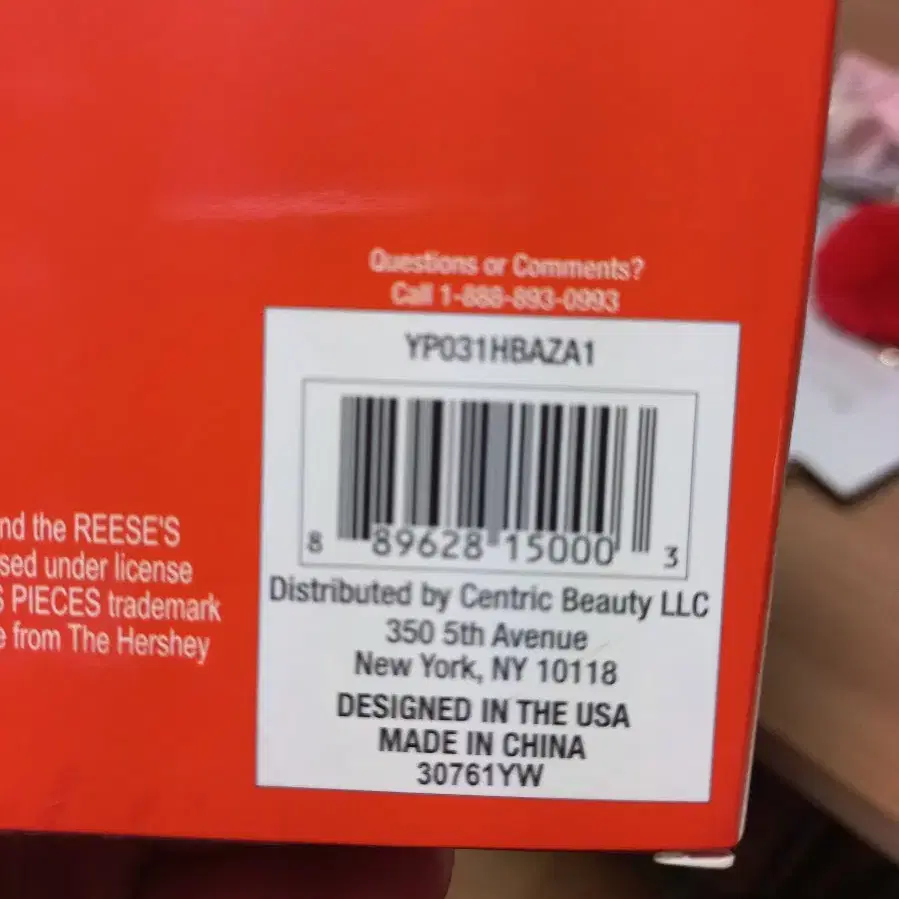 Questions or Comments?
Call 1-888-893-0993
YP031HBAZA1
8 89628 15000 3
nd the REESE'S
sed under license
S PIECES trademark
e from The Hershey
Distributed by Centric Beauty LLC
350 5th Avenue
New York, NY 10118
DESIGNED IN THE USA
MADE IN CHINA
30761YW